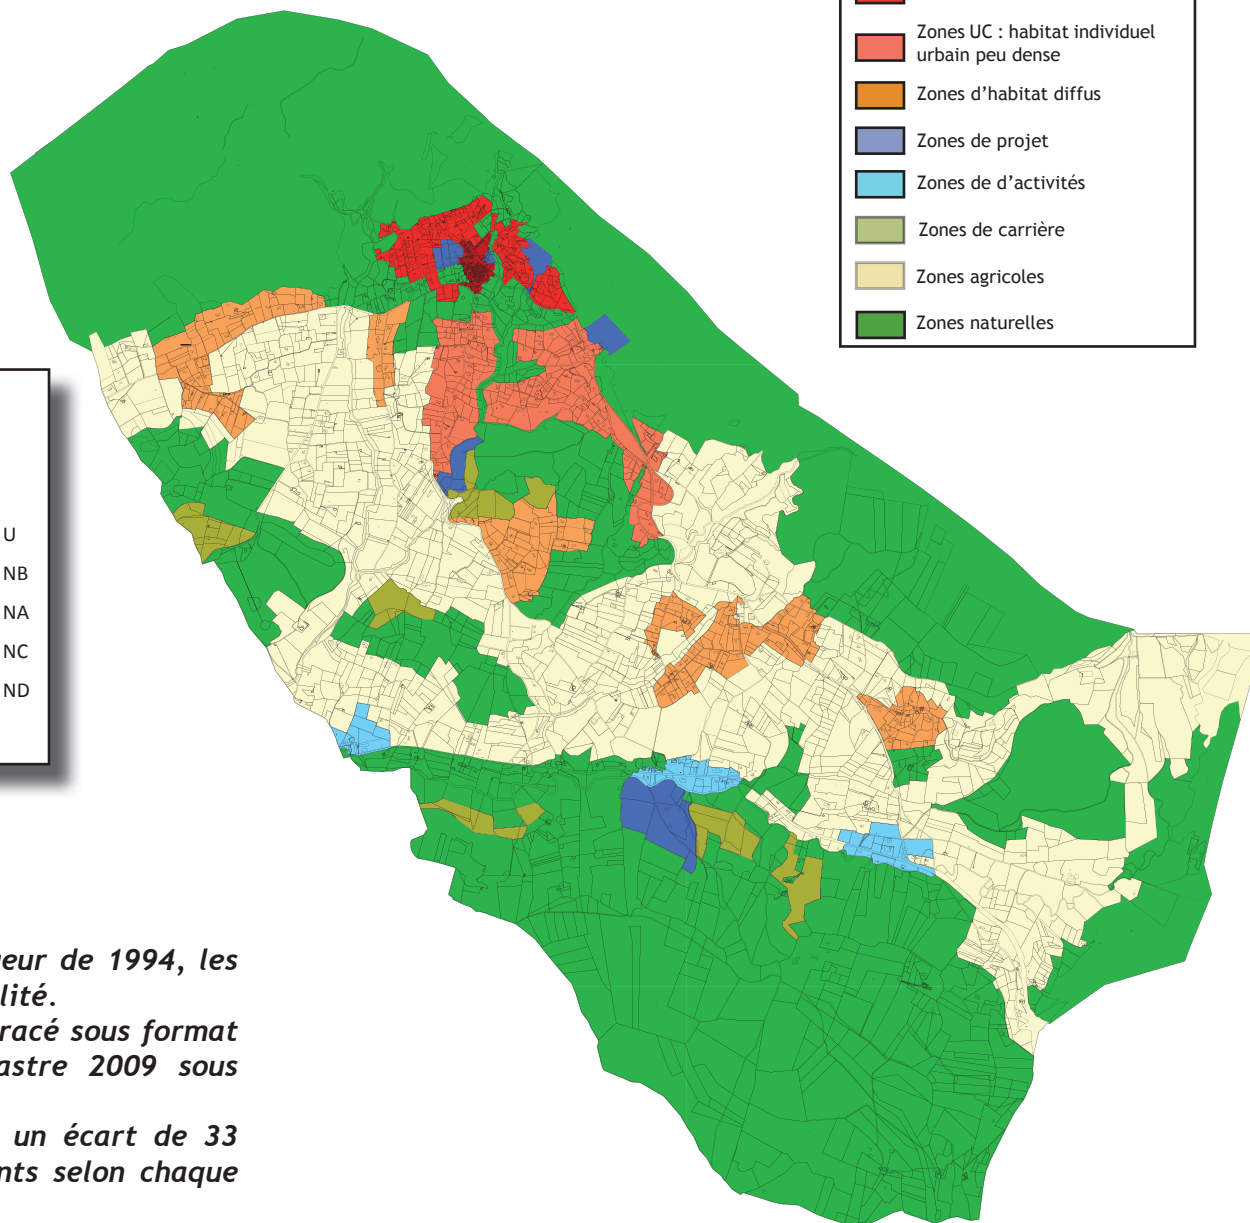 Zones UC : habitat individuel
urbain peu dense
Zones d'habitat diffus
Zones de projet
Zones de d'activités
Zones de carrière
Zones agricoles
Zones naturelles
U
NB
NA
NC
ND
eur de 1994, les
lité.
racé sous format
astre 2009 sous
un écart de 33
nts selon chaque